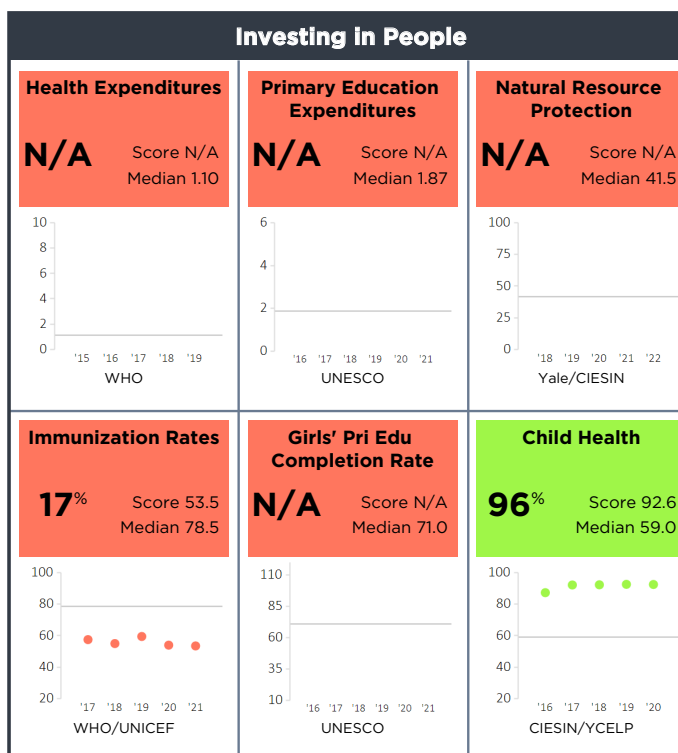 Investing in People
Health Expenditures
N/A
Score N/A
Median 1.10
10
8
6
4
2
0
'15 '16 '17 '18 '19
WHO
Primary Education
Expenditures
N/A
Score N/A
Median 1.87
6
4
2
0
'16 '17 '18 '19 '20 '21
UNESCO
Natural Resource
Protection
N/A
Score N/A
Median 41.5
100
75
50
25
0
'18 '19 '20 '21 '22
Yale/CIESIN
Immunization Rates
17%
Score 53.5
Median 78.5
100
80
60
40
20
'17 '18 '19 '20 '21
WHO/UNICEF
Girls' Pri Edu
Completion Rate
N/A
Score N/A
Median 71.0
110
85
60
35
10
'16 '17 '18 '19 '20 '21
UNESCO
Child Health
96%
Score 92.6
Median 59.0
100
80
60
40
20
'16 '17 '18 '19 '20
CIESIN/YCELP